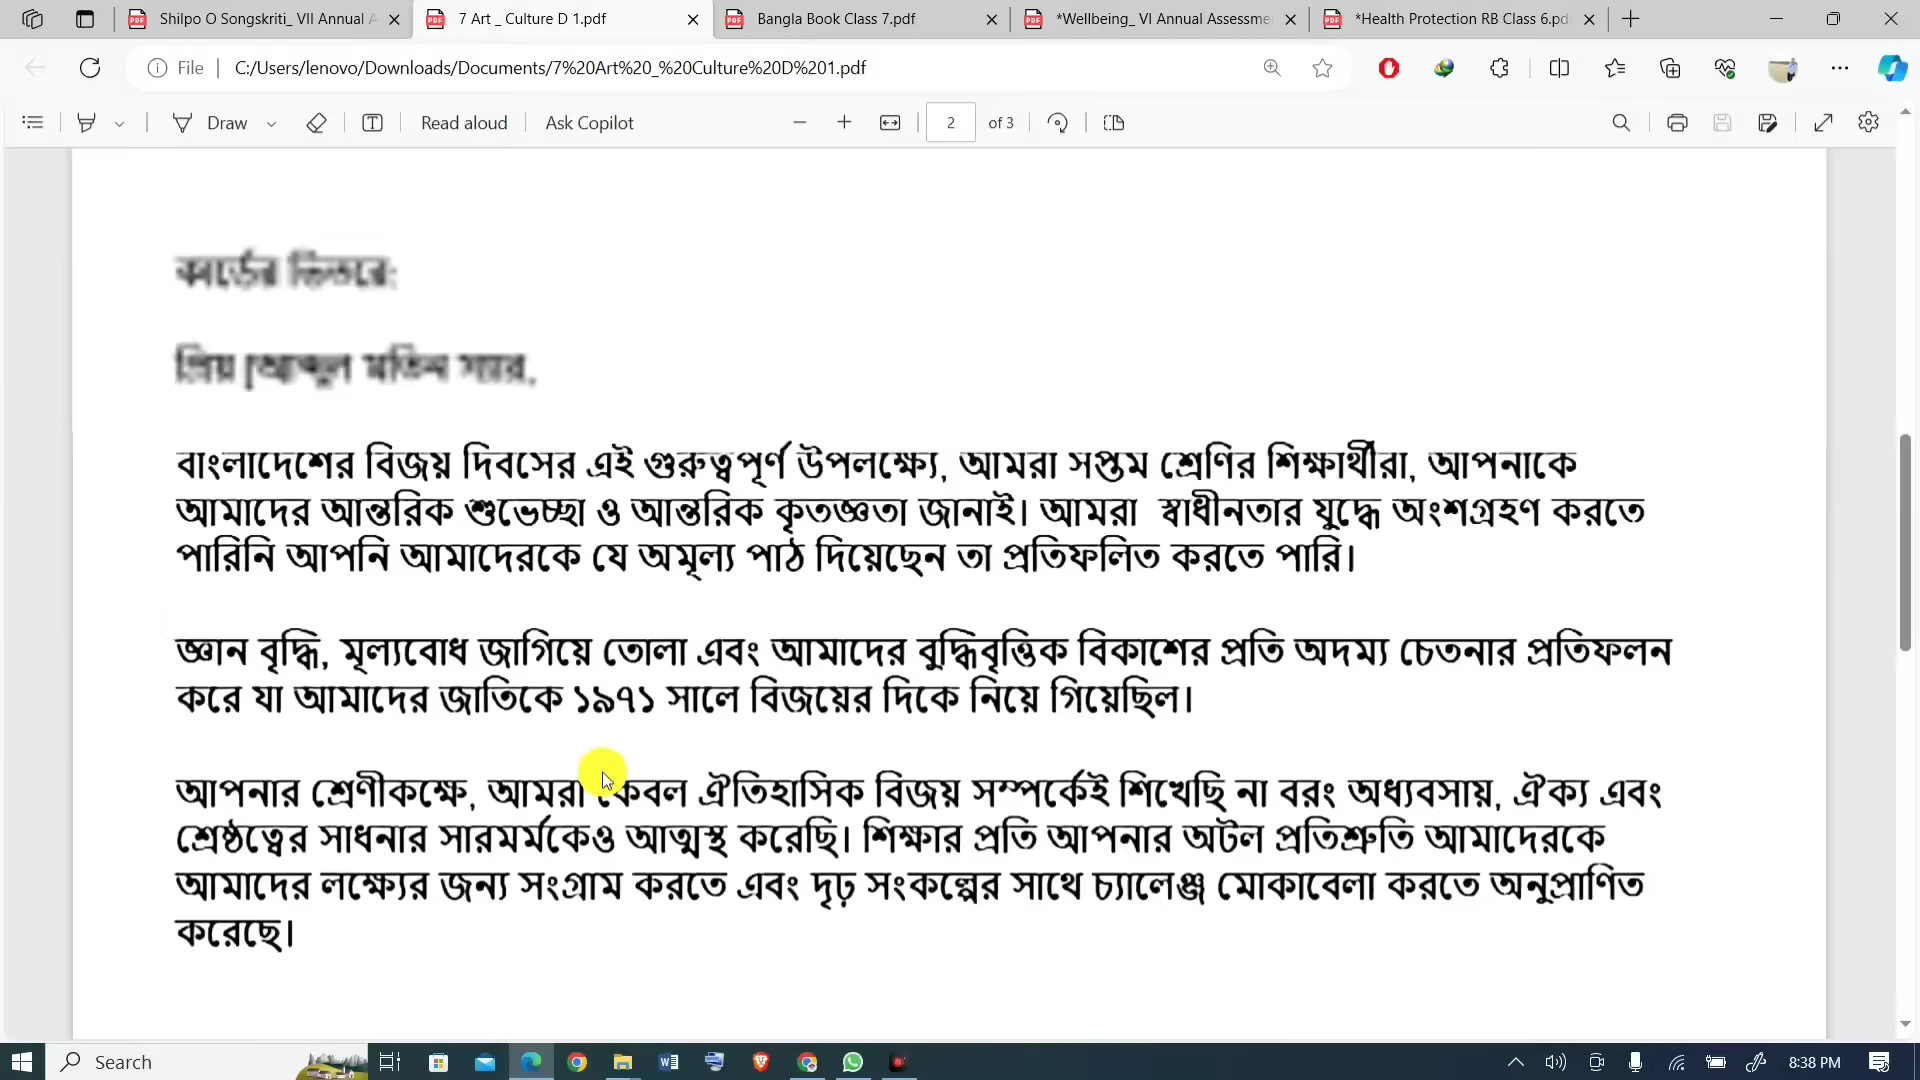 Shilpo O Songskriti_ VII Annual A
7 Art _ Culture D 1.pdf
Bangla Book Class 7.pdf
*Wellbeing_ VI Annual Assessme
*Health Protection RB Class 6.pd
File
C:/Users/lenovo/Downloads/Documents/7%20Art%20_%20Culture%20D%201.pdf
Draw
Read aloud
Ask Copilot
2
of 3
কার্ডের ভিতরে:
প্রিয় [আব্দুল মতিন স্যার,
বাংলাদেশের বিজয় দিবসের এই গুরুত্বপূর্ণ উপলক্ষ্যে, আমরা সপ্তম শ্রেণির শিক্ষার্থীরা, আপনাকে
আমাদের আন্তরিক শুভেচ্ছা ও আন্তরিক কৃতজ্ঞতা জানাই। আমরা স্বাধীনতার যুদ্ধে অংশগ্রহণ করতে
পারিনি আপনি আমাদেরকে যে অমূল্য পাঠ দিয়েছেন তা প্রতিফলিত করতে পারি।
জ্ঞান বৃদ্ধি, মূল্যবোধ জাগিয়ে তোলা এবং আমাদের বুদ্ধিবৃত্তিক বিকাশের প্রতি অদম্য চেতনার প্রতিফলন
করে যা আমাদের জাতিকে ১৯৭১ সালে বিজয়ের দিকে নিয়ে গিয়েছিল।
আপনার শ্রেণীকক্ষে, আমরা কেবল ঐতিহাসিক বিজয় সম্পর্কেই শিখেছি না বরং অধ্যবসায়, ঐক্য এবং
শ্রেষ্ঠত্বের সাধনার সারমর্মকেও আত্মস্থ করেছি। শিক্ষার প্রতি আপনার অটল প্রতিশ্রুতি আমাদেরকে
আমাদের লক্ষ্যের জন্য সংগ্রাম করতে এবং দৃঢ় সংকল্পের সাথে চ্যালেঞ্জ মোকাবেলা করতে অনুপ্রাণিত
করেছে।
Search
8:38 PM